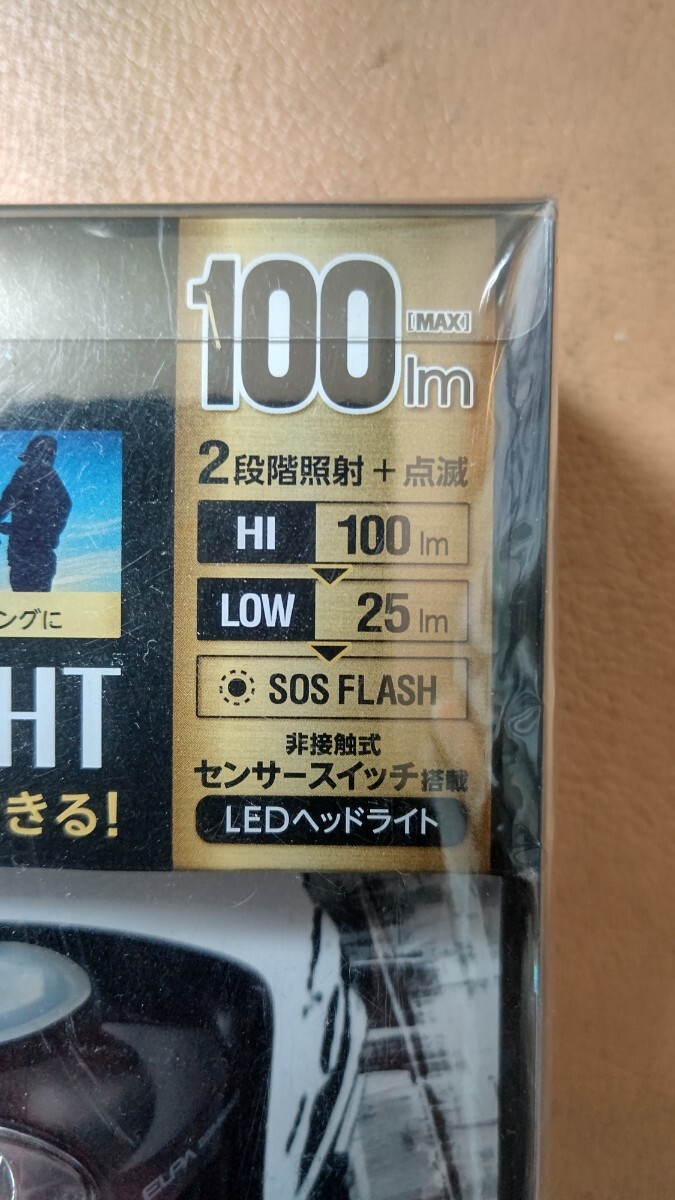 100 [MAX] lm
2段階照射 + 点滅
HI 100 lm
LOW 25 lm
SOS FLASH
非接触式
センサースイッチ搭載
LEDヘッドライト
ングに
HT
きる!
ELPA